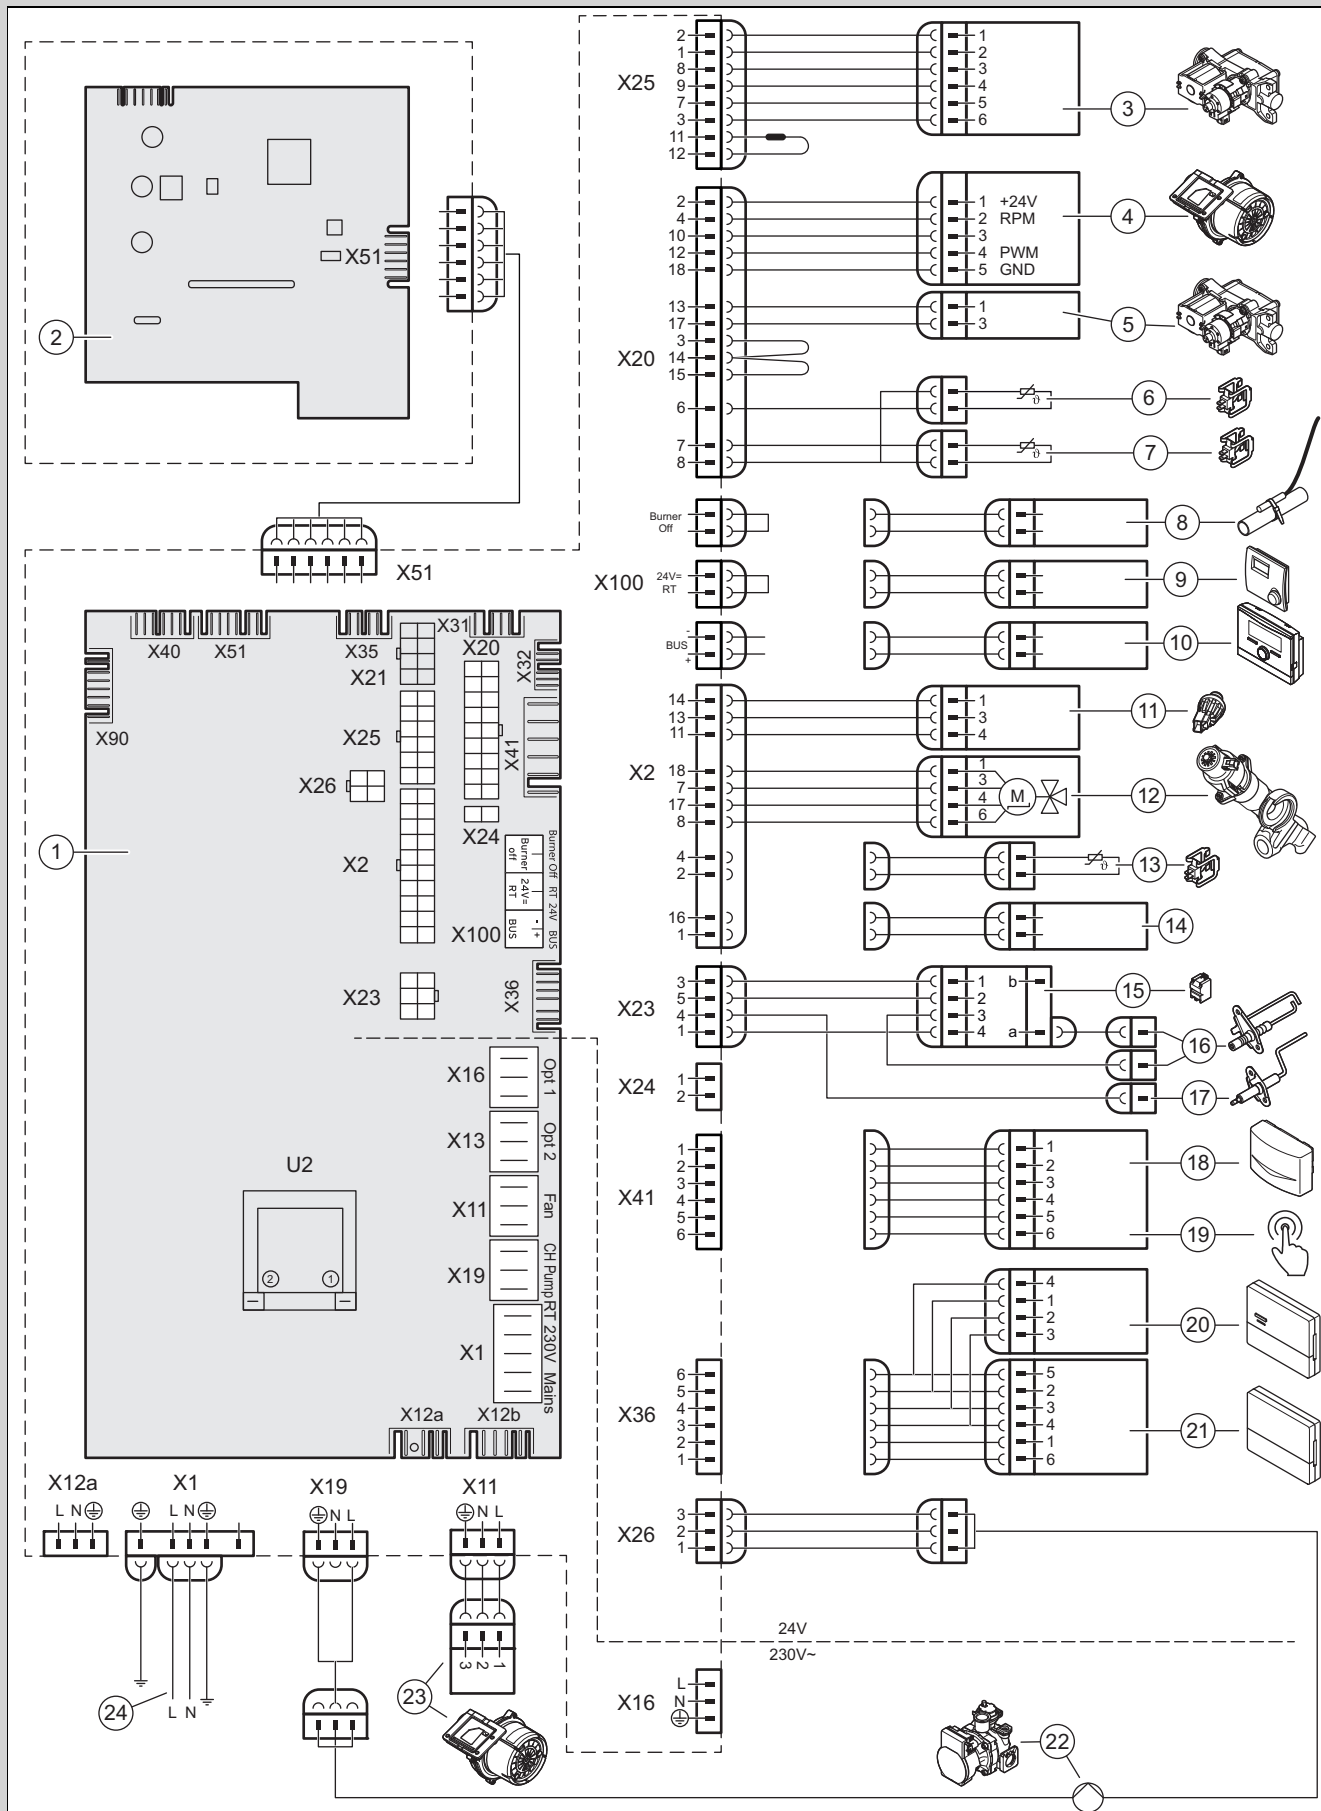 X51
2
X51
X25
2 1
1 2
8 3
9 4
7 5
3 6
11
12
3
X20
2 1 +24V
4 2 RPM
10 3
12 4 PWM
18 5 GND
4
13 1
17 3
5
3
14
15
6
ϑ
6
7
8
ϑ
7
Burner
Off
8
X100
24V=
RT
9
-
BUS
+
10
X2
14 1
13 3
11 4
11
18 1
7 3
17 4
8 6
M
12
4
2
ϑ
13
16
1
14
X23
3 1 b
5 2
4 3
1 4 a
15
16
17
X24
1
2
X41
1 1
2 2
3 3
4 4
5 5
6 6
18
19
4
1
2
3
20
X36
6 5
5 2
4 3
3 4
2 1
1 6
21
X26
3
2
1
24V
230V~
X16
L
N
22
1
X40
X51
X35
X31
X21
X20
X32
X90
X25
X41
X26
X24
X2
Burner
off
24V=
RT
BUS
- +
Burner Off RT 24V BUS
X100
X23
X36
X16
Opt 1
X13
Opt 2
X11
Fan
X19
CH Pump
X1
RT 230V Mains
U2
2
1
X12a
X12b
X12a
L N
X1
L N
X19
N L
X11
N L
3 2 1
23
24
L N